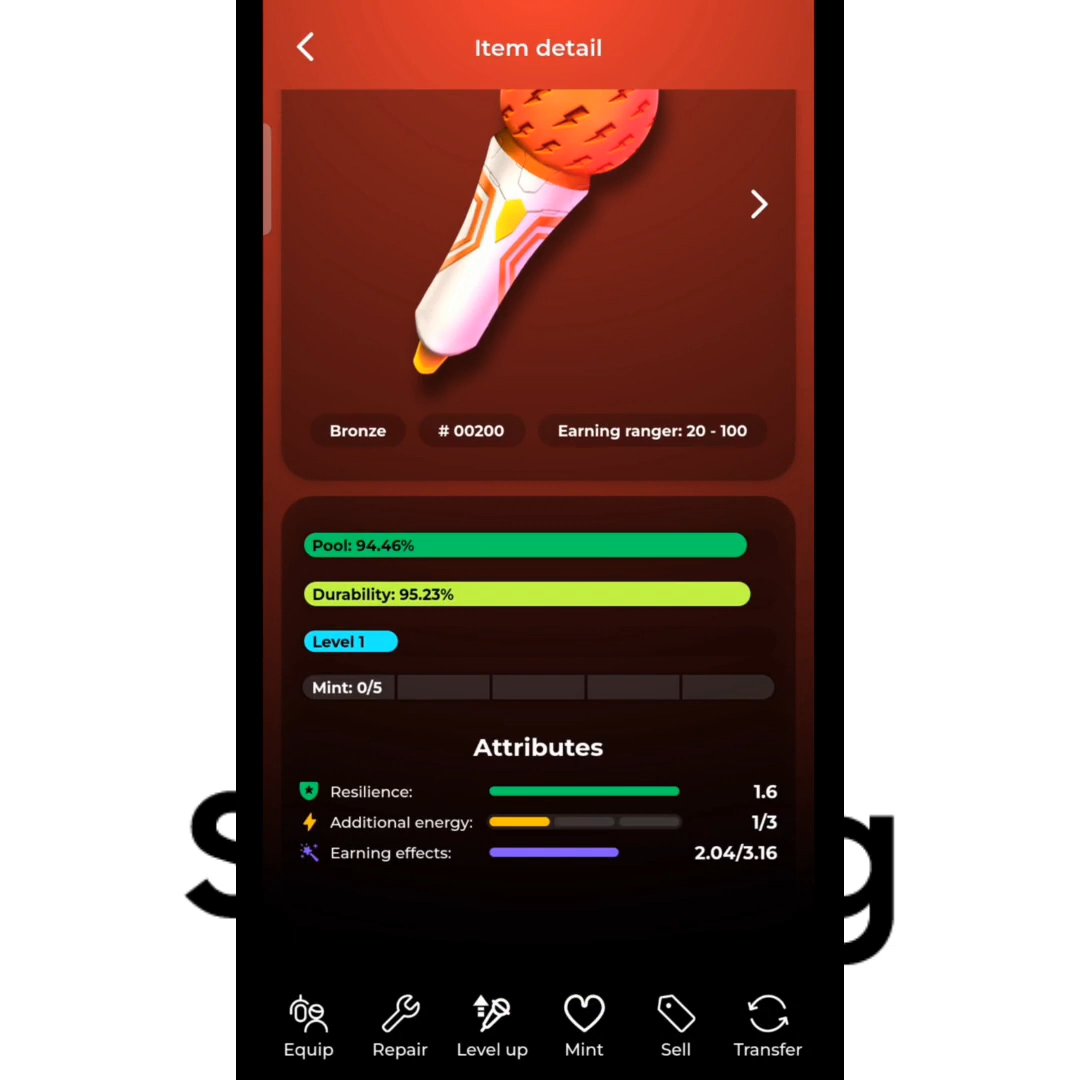 Item detail
Bronze # 00200 Earning ranger: 20 - 100
Pool: 94.46%
Durability: 95.23%
Level 1
Mint: 0/5
Attributes
Resilience: 1.6
Additional energy: 1/3
Earning effects: 2.04/3.16
Equip Repair Level up Mint Sell Transfer